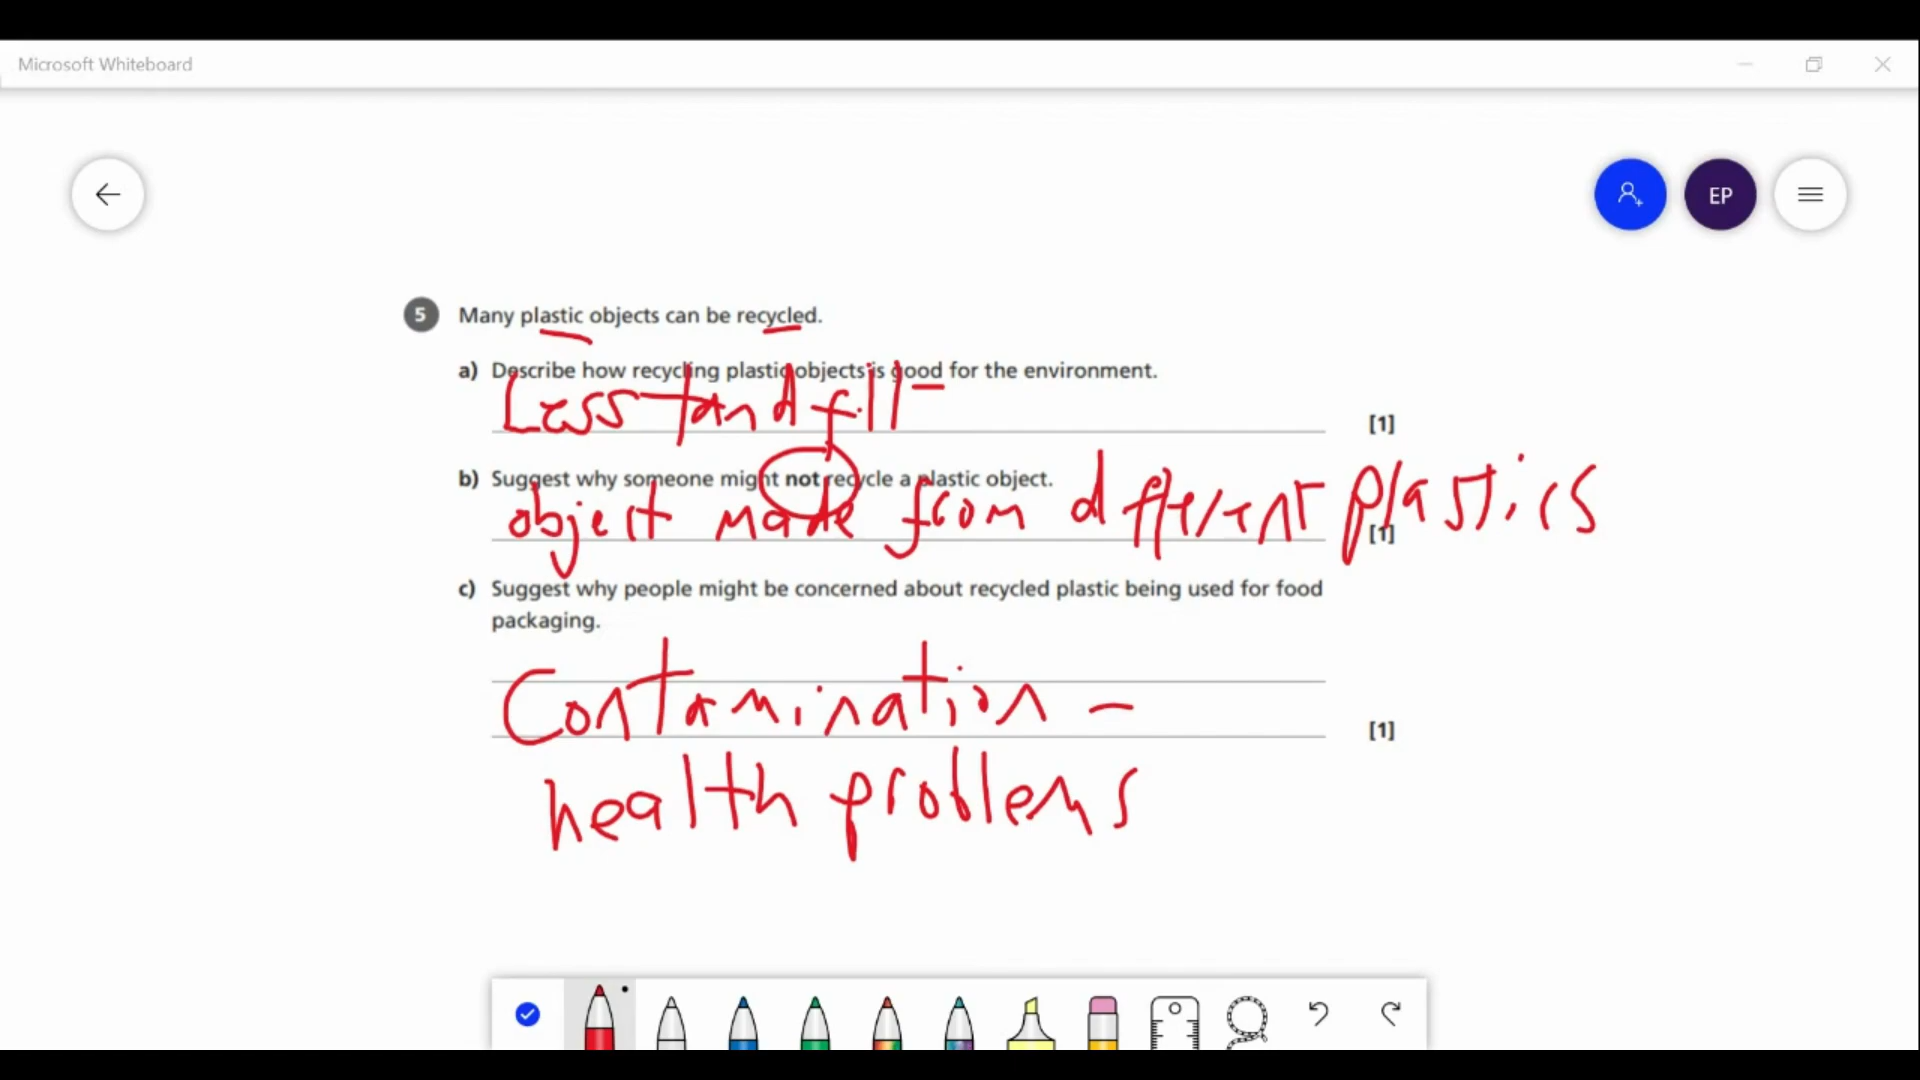 Microsoft Whiteboard
EP
5 Many plastic objects can be recycled.
a) Describe how recycling plastic objects is good for the environment.
Less landfill
[1]
b) Suggest why someone might not recycle a plastic object.
object made from different plastics
[1]
c) Suggest why people might be concerned about recycled plastic being used for food
packaging.
Contamination -
[1]
health problems